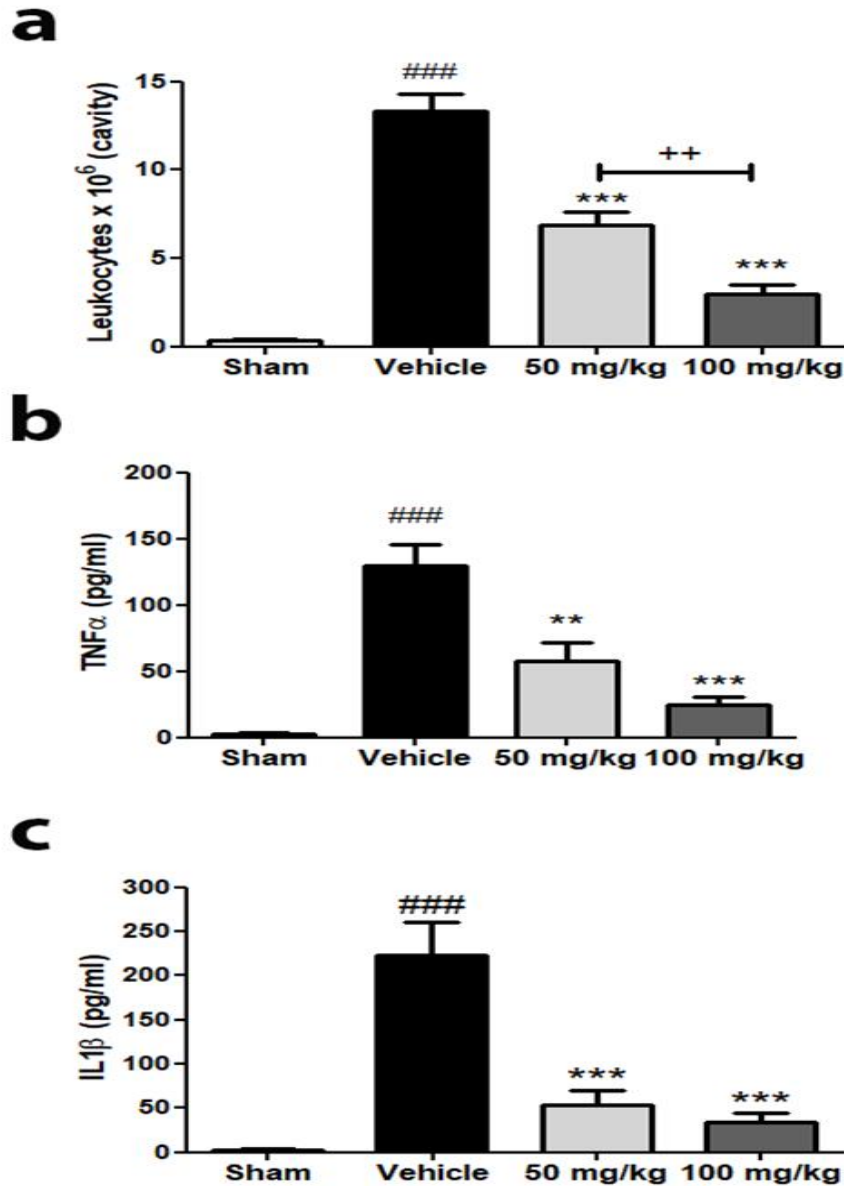 a
Leukocytes x 10⁶ (cavity)
15
10
5
0
###
***
++
***
Sham Vehicle 50 mg/kg 100 mg/kg
b
TNFα (pg/ml)
200
150
100
50
0
###
**
***
Sham Vehicle 50 mg/kg 100 mg/kg
c
IL1β (pg/ml)
300
250
200
150
100
50
0
###
***
***
Sham Vehicle 50 mg/kg 100 mg/kg